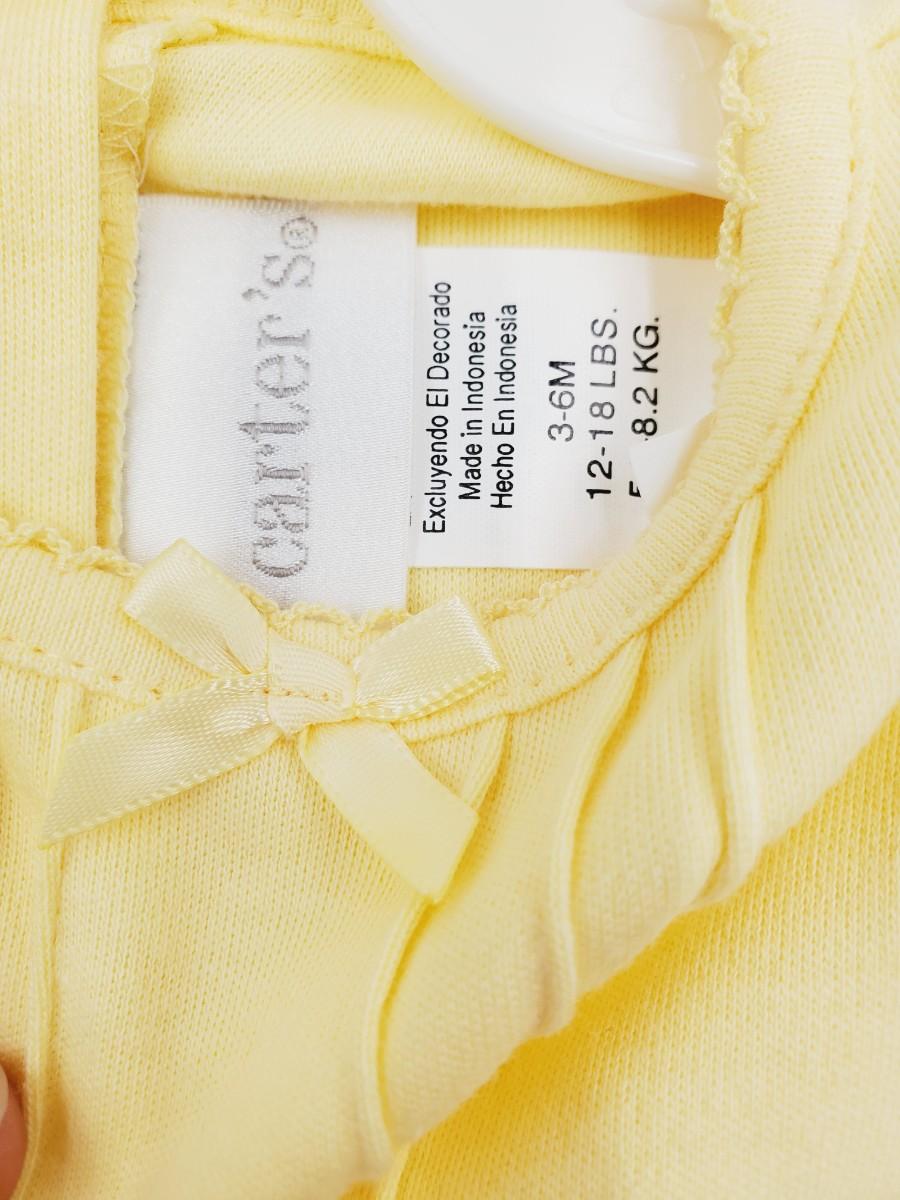 carter's®
Excluyendo El Decorado
Made in Indonesia
Hecho En Indonesia
3-6M
12-18 LBS.
8.2 KG.